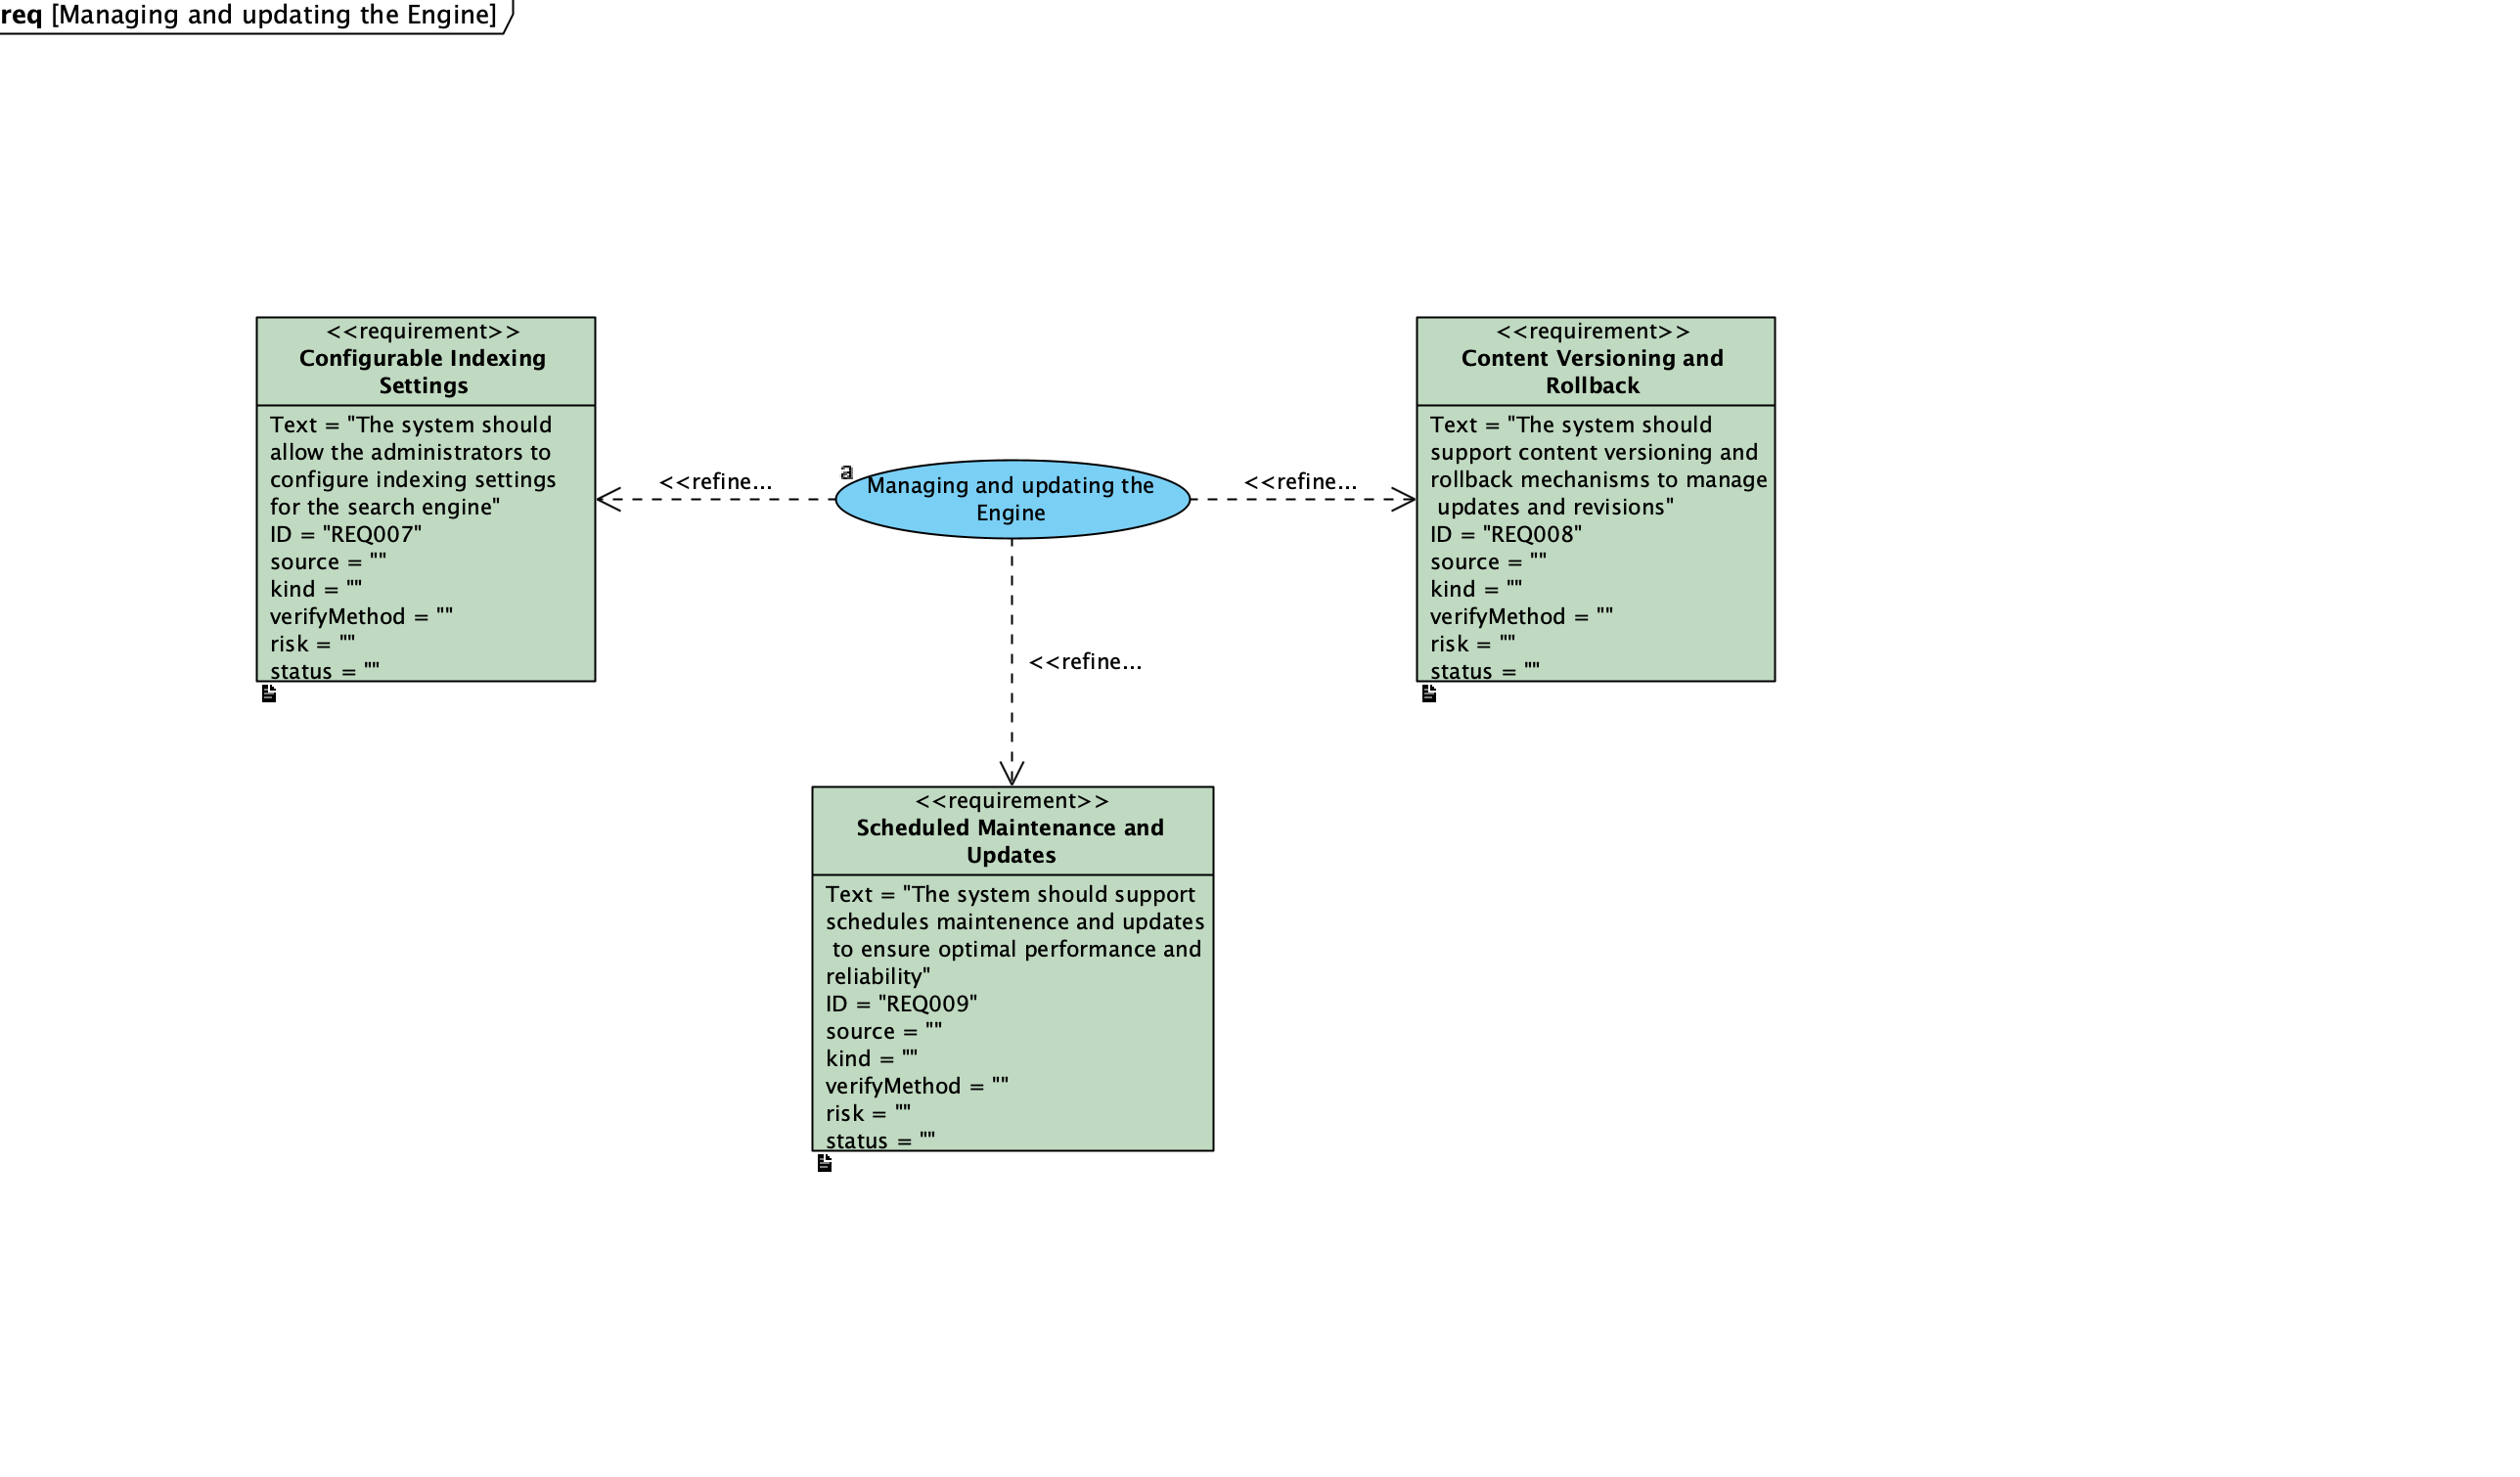 req [Managing and updating the Engine]
<<requirement>>
Configurable Indexing
Settings
Text = "The system should
allow the administrators to
configure indexing settings
for the search engine"
ID = "REQ007"
source = ""
kind = ""
verifyMethod = ""
risk = ""
status = ""
<<refine...
a
Managing and updating the
Engine
<<refine...
<<requirement>>
Content Versioning and
Rollback
Text = "The system should
support content versioning and
rollback mechanisms to manage
updates and revisions"
ID = "REQ008"
source = ""
kind = ""
verifyMethod = ""
risk = ""
status = ""
<<refine...
<<requirement>>
Scheduled Maintenance and
Updates
Text = "The system should support
schedules maintenence and updates
to ensure optimal performance and
reliability"
ID = "REQ009"
source = ""
kind = ""
verifyMethod = ""
risk = ""
status = ""